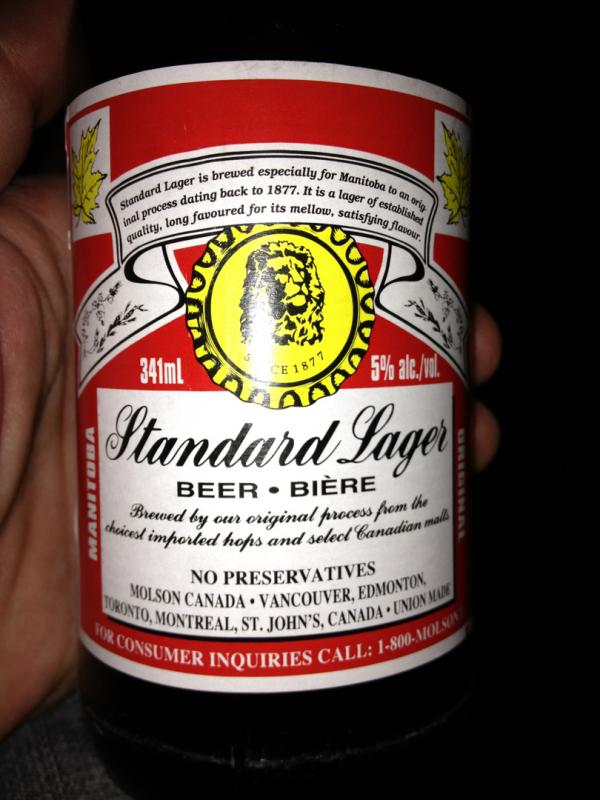 Standard Lager is brewed especially for Manitoba to an orig-
inal process dating back to 1877. It is a lager of established
quality, long favoured for its mellow, satisfying flavour.
SINCE 1877
341mL
5% alc./vol.
Standard Lager
BEER • BIÈRE
MANITOBA
ORIGINAL
Brewed by our original process from the
choicest imported hops and select Canadian malts
NO PRESERVATIVES
MOLSON CANADA • VANCOUVER, EDMONTON,
TORONTO, MONTREAL, ST. JOHN'S, CANADA • UNION MADE
FOR CONSUMER INQUIRIES CALL: 1-800-MOLSON